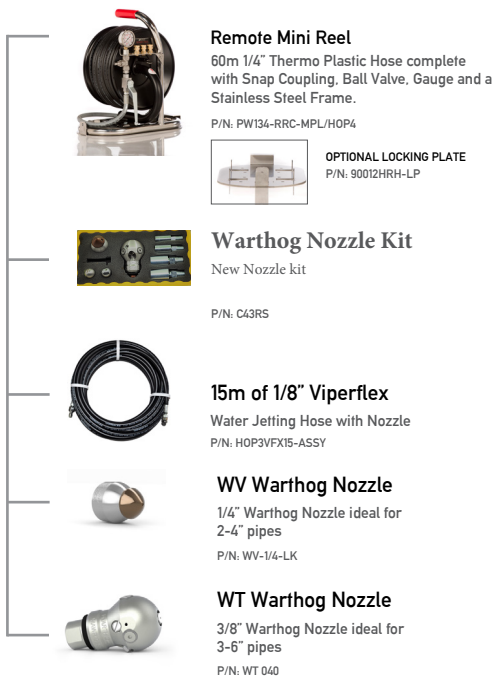 Remote Mini Reel
60m 1/4" Thermo Plastic Hose complete
with Snap Coupling, Ball Valve, Gauge and a
Stainless Steel Frame.
P/N: PW134-RRC-MPL/HOP4
OPTIONAL LOCKING PLATE
P/N: 90012HRH-LP
Warthog Nozzle Kit
New Nozzle kit
P/N: C43RS
15m of 1/8" Viperflex
Water Jetting Hose with Nozzle
P/N: HOP3VFX15-ASSY
WV Warthog Nozzle
1/4" Warthog Nozzle ideal for
2-4" pipes
P/N: WV-1/4-LK
WT Warthog Nozzle
3/8" Warthog Nozzle ideal for
3-6" pipes
P/N: WT 040